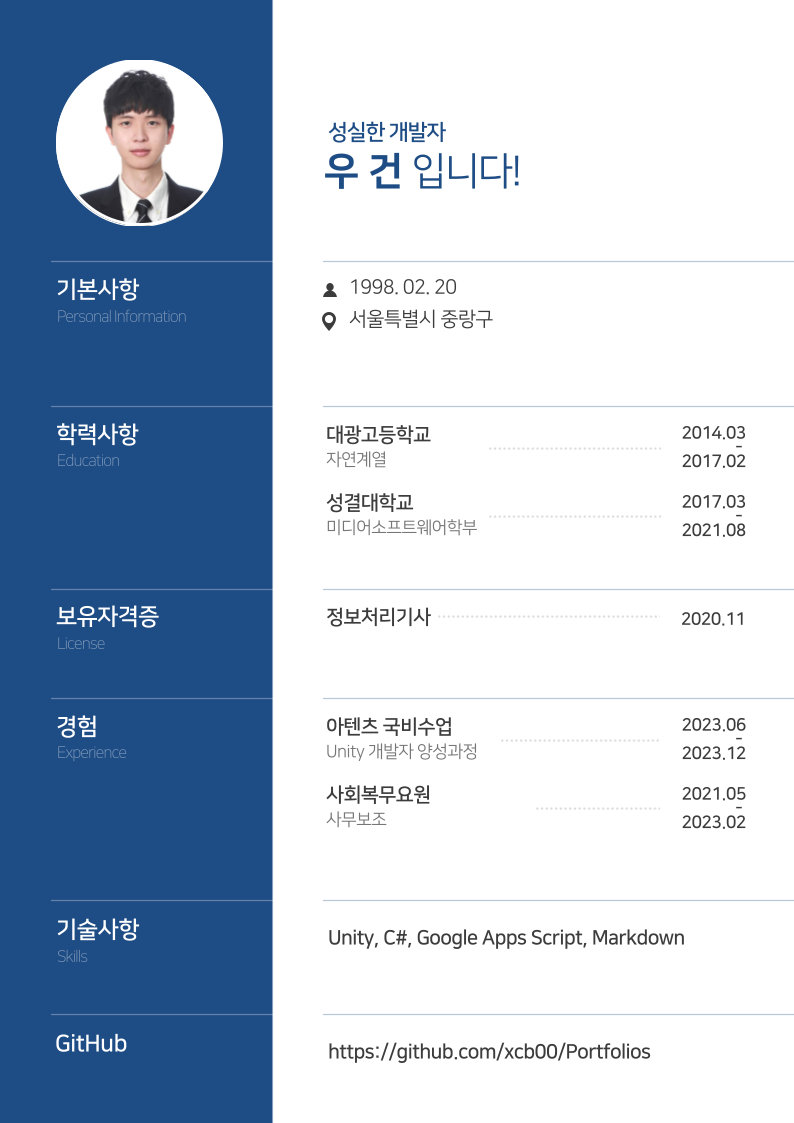 성실한 개발자
우 건 입니다!
기본사항
Personal Information
1998. 02. 20
서울특별시 중랑구
학력사항
Education
대광고등학교
자연계열
2014.03
-
2017.02
성결대학교
미디어소프트웨어학부
2017.03
-
2021.08
보유자격증
License
정보처리기사
2020.11
경험
Experience
아텐츠 국비수업
Unity 개발자 양성과정
2023.06
-
2023.12
사회복무요원
사무보조
2021.05
-
2023.02
기술사항
Skills
Unity, C#, Google Apps Script, Markdown
GitHub
https://github.com/xcb00/Portfolios